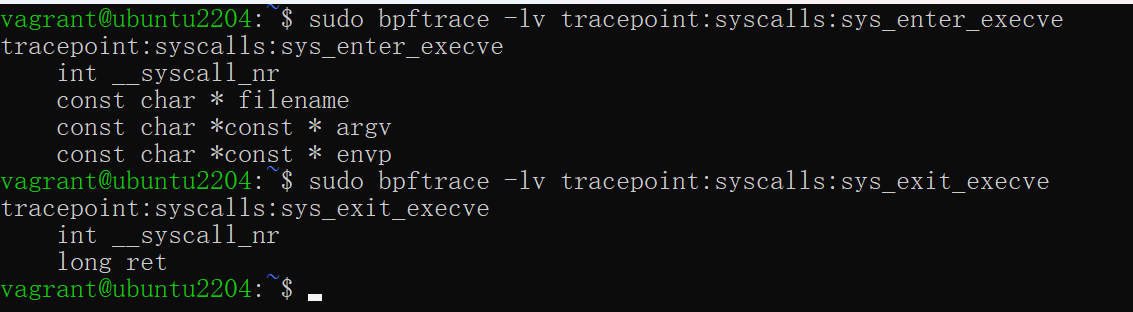 vagrant@ubuntu2204:~$ sudo bpftrace -lv tracepoint:syscalls:sys_enter_execve
tracepoint:syscalls:sys_enter_execve
    int __syscall_nr
    const char * filename
    const char *const * argv
    const char *const * envp
vagrant@ubuntu2204:~$ sudo bpftrace -lv tracepoint:syscalls:sys_exit_execve
tracepoint:syscalls:sys_exit_execve
    int __syscall_nr
    long ret
vagrant@ubuntu2204:~$